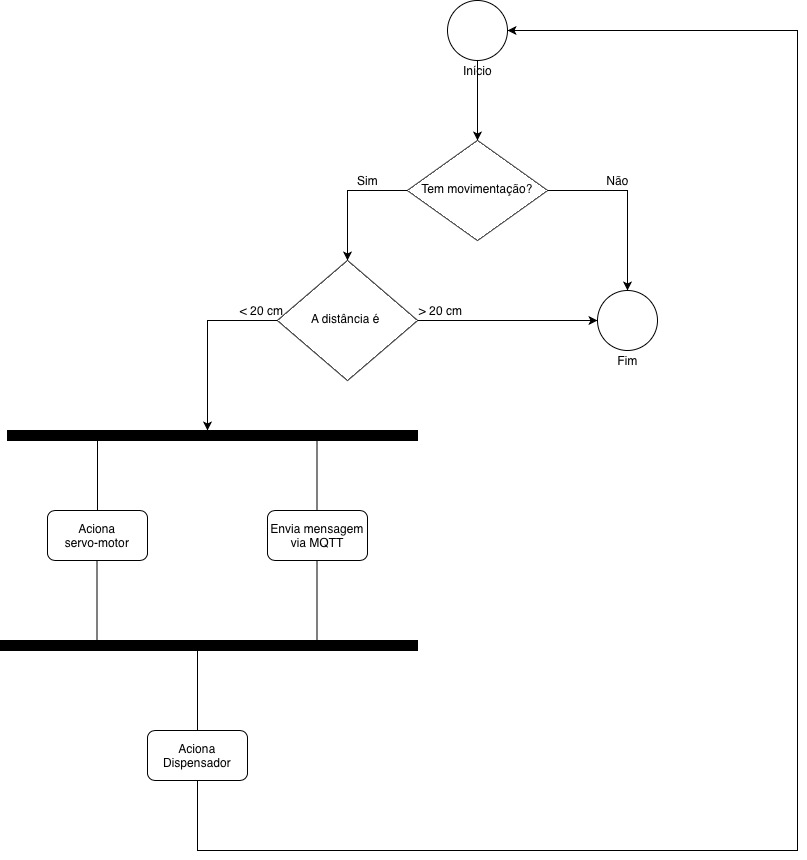 Início
Tem movimentação?
Sim
Não
A distância é
< 20 cm
> 20 cm
Fim
Aciona
servo-motor
Envia mensagem
via MQTT
Aciona
Dispensador